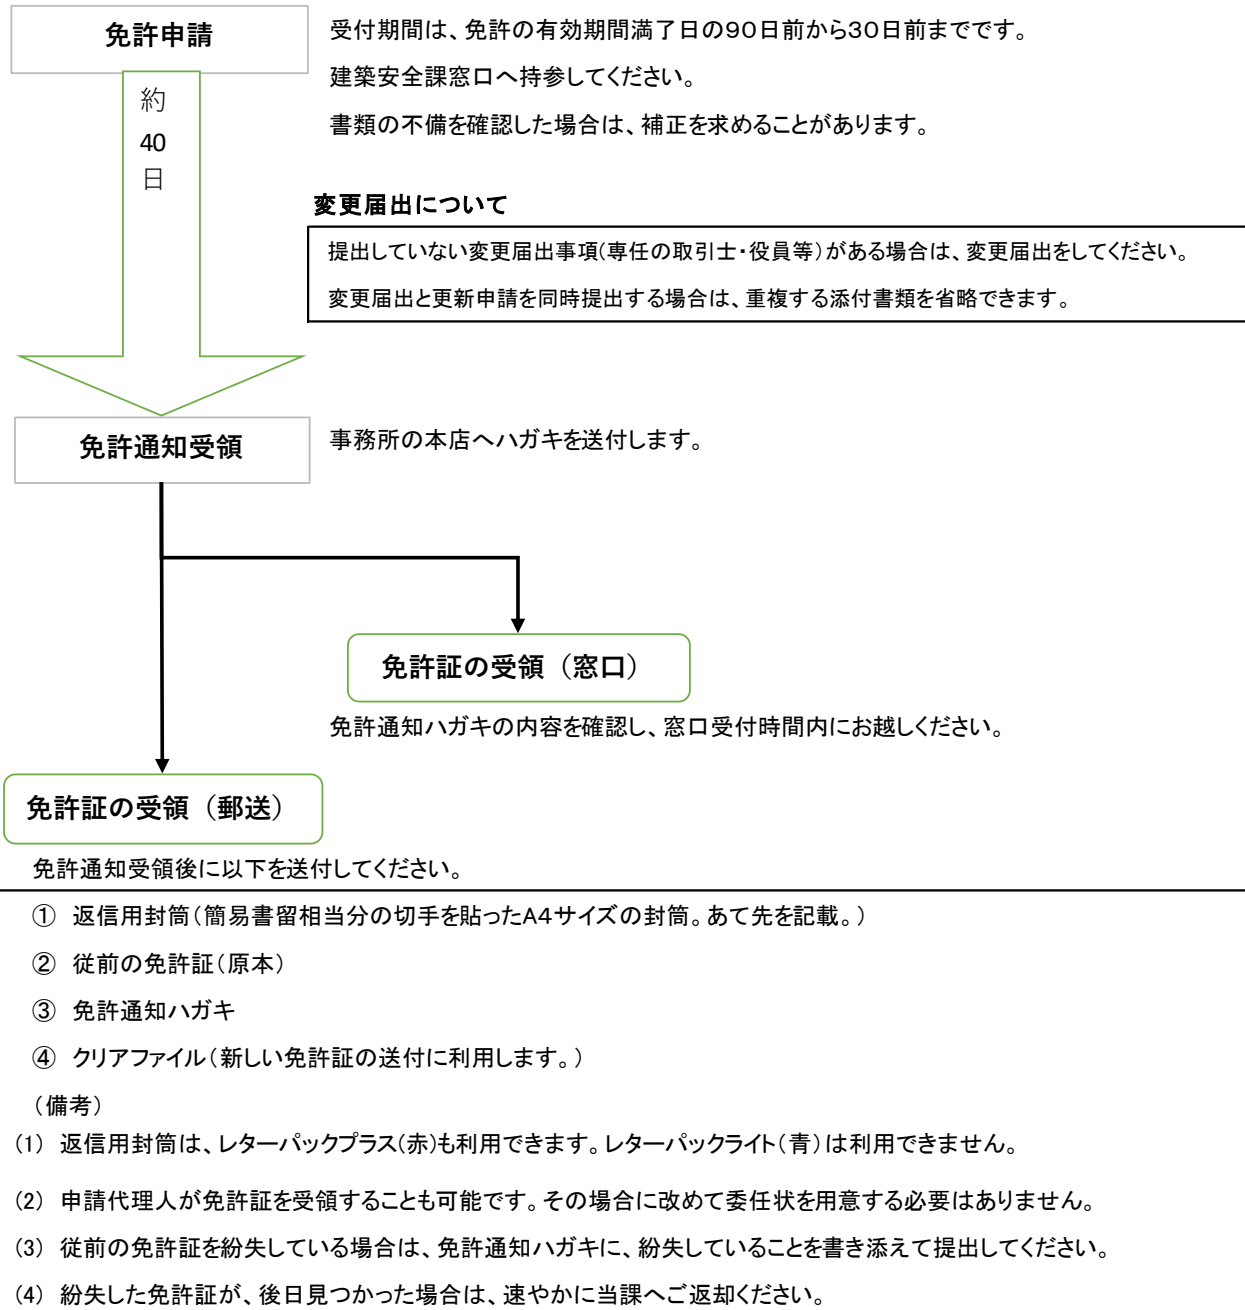 免許申請
受付期間は、免許の有効期間満了日の90日前から30日前までです。
建築安全課窓口へ持参してください。
書類の不備を確認した場合は、補正を求めることがあります。
約
40
日
変更届出について
提出していない変更届出事項(専任の取引士・役員等)がある場合は、変更届出をしてください。
変更届出と更新申請を同時提出する場合は、重複する添付書類を省略できます。
免許通知受領
事務所の本店へハガキを送付します。
免許証の受領（窓口）
免許通知ハガキの内容を確認し、窓口受付時間内にお越しください。
免許証の受領（郵送）
免許通知受領後に以下を送付してください。
① 返信用封筒(簡易書留相当分の切手を貼ったA4サイズの封筒。あて先を記載。)
② 従前の免許証(原本)
③ 免許通知ハガキ
④ クリアファイル(新しい免許証の送付に利用します。)
(備考)
(1) 返信用封筒は、レターパックプラス(赤)も利用できます。レターパックライト(青)は利用できません。
(2) 申請代理人が免許証を受領することも可能です。その場合に改めて委任状を用意する必要はありません。
(3) 従前の免許証を紛失している場合は、免許通知ハガキに、紛失していることを書き添えて提出してください。
(4) 紛失した免許証が、後日見つかった場合は、速やかに当課へご返却ください。